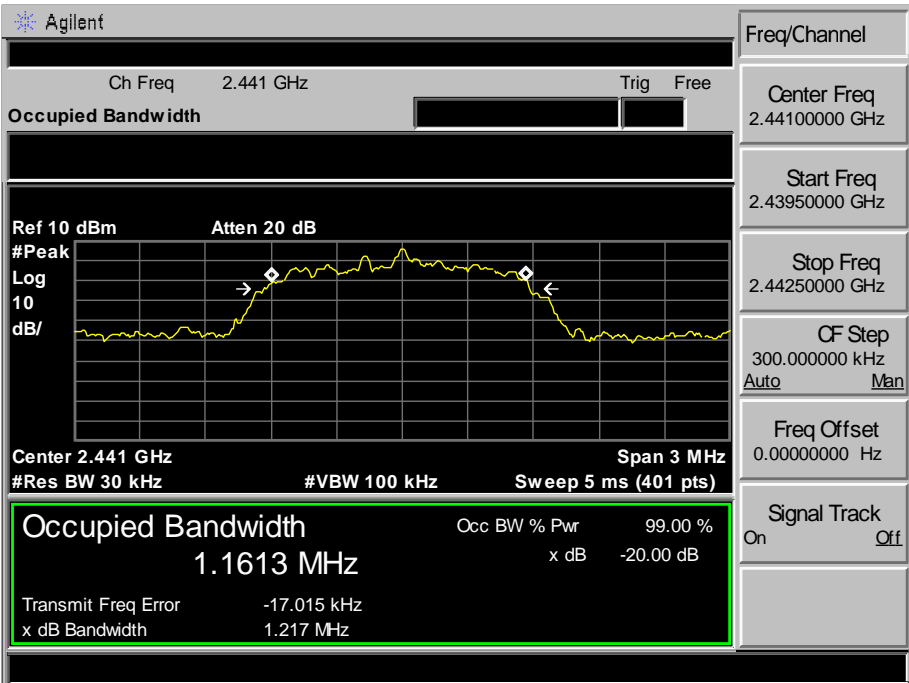 Agilent
Freq/Channel
Ch Freq 2.441 GHz Trig Free
Occupied Bandwidth
Center Freq
2.44100000 GHz
Start Freq
2.43950000 GHz
Stop Freq
2.44250000 GHz
CF Step
300.000000 kHz
Auto Man
Freq Offset
0.00000000 Hz
Signal Track
On Off
Ref 10 dBm Atten 20 dB
#Peak
Log
10
dB/
Center 2.441 GHz Span 3 MHz
#Res BW 30 kHz #VBW 100 kHz Sweep 5 ms (401 pts)
Occupied Bandwidth Occ BW % Pwr 99.00 %
1.1613 MHz x dB -20.00 dB
Transmit Freq Error -17.015 kHz
x dB Bandwidth 1.217 MHz